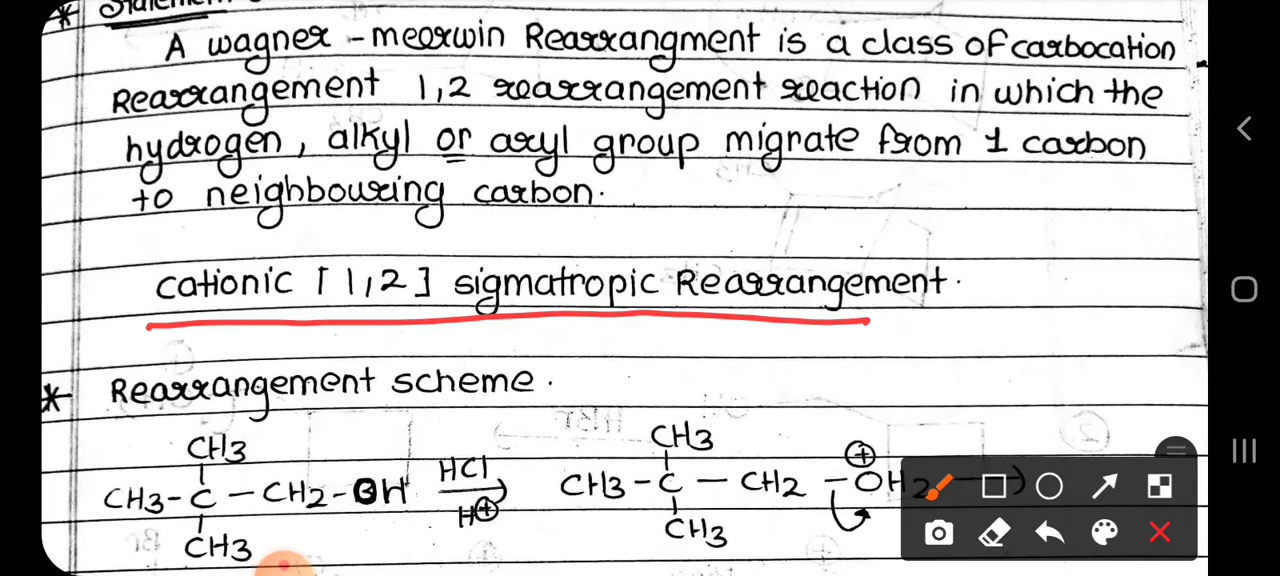 * Statement
A wagner - meerwin Rearrangment is a class of carbocation
Rearrangement 1,2 rearrangement reaction in which the
hydrogen, alkyl or aryl group migrate from 1 carbon
to neighbouring carbon.
cationic [1,2] sigmatropic Rearrangement.
* Rearrangement scheme.
CH3 CH3 +
CH3-C-CH2-OH HCl CH3-C-CH2-OH2
H+
CH3 CH3